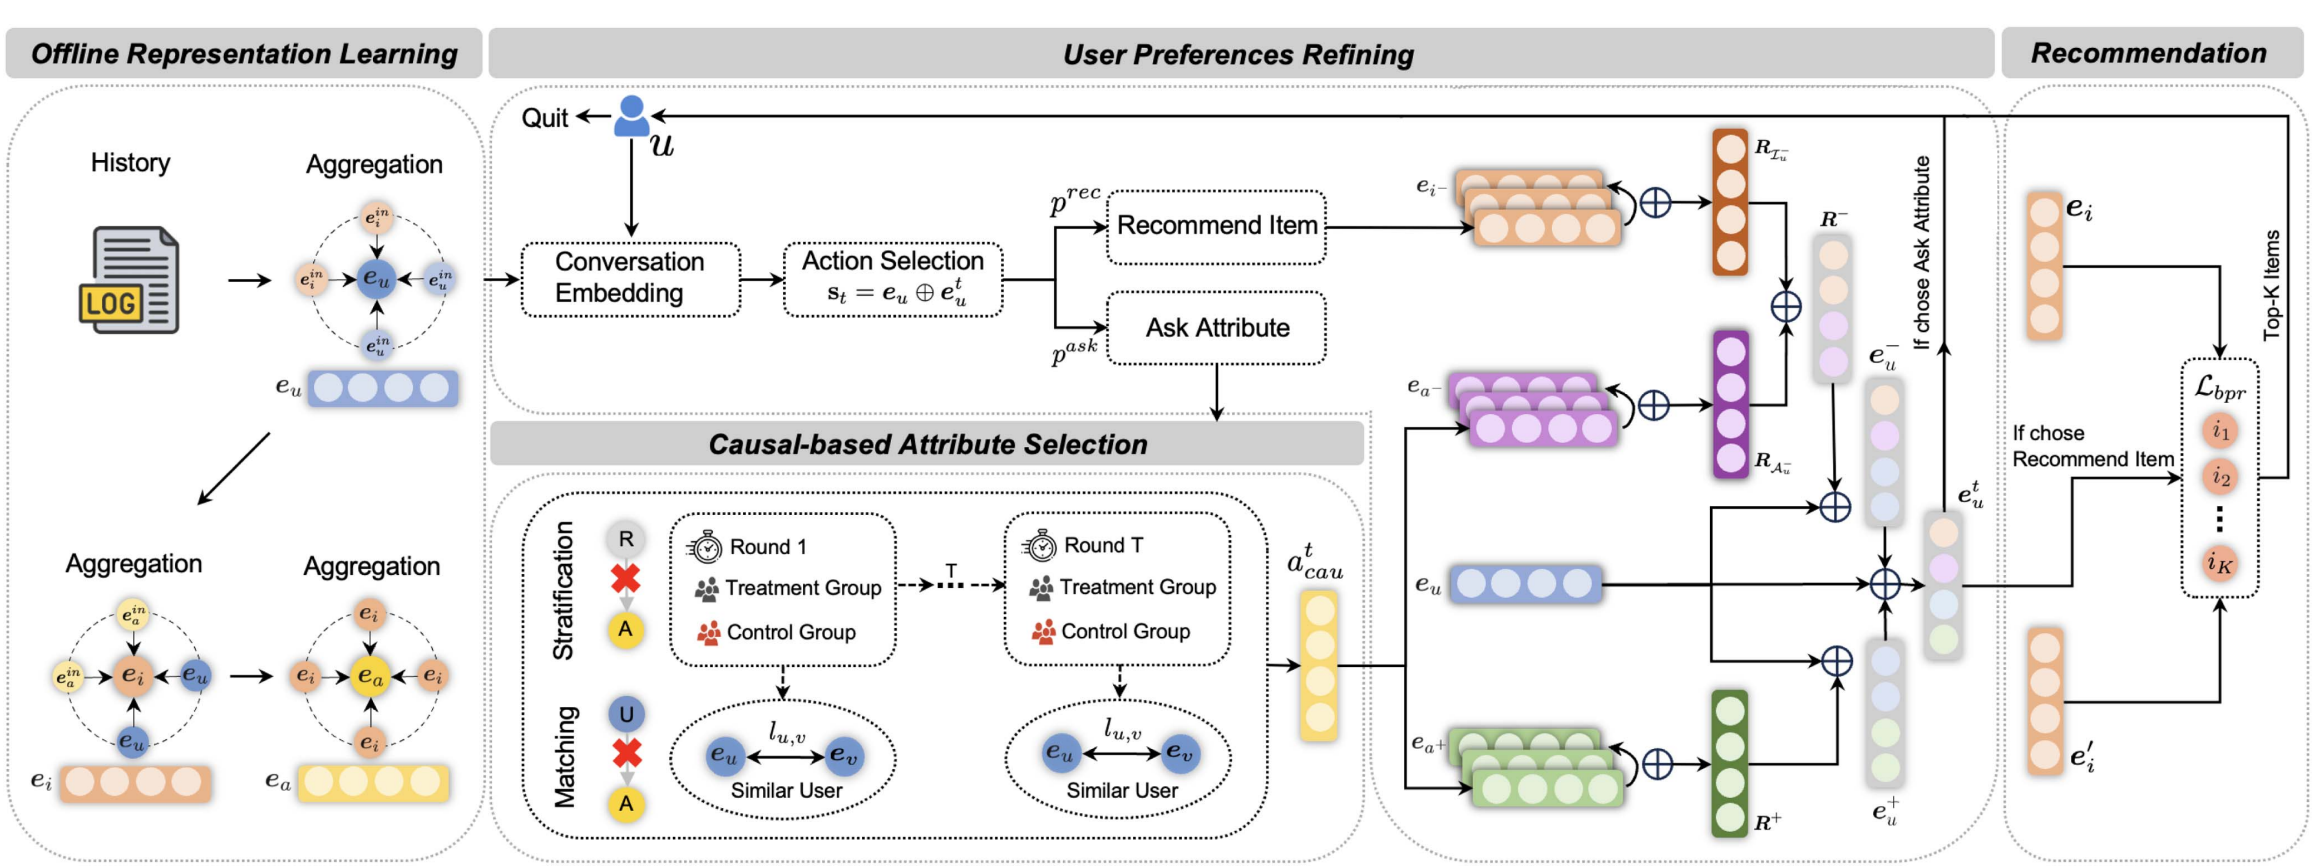 Offline Representation Learning
User Preferences Refining
Recommendation
History
LOG
Aggregation
e_i^{in}
e_i^{in}
e_u
e_u^{in}
e_u^{in}
e_u
Aggregation
e_a^{in}
e_a^{in}
e_i
e_u
e_u
e_i
Aggregation
e_i
e_i
e_a
e_i
e_i
e_a
Quit
u
Conversation
Embedding
Action Selection
s_t = e_u ⊕ e_u^t
p^{rec}
Recommend Item
p^{ask}
Ask Attribute
Causal-based Attribute Selection
Stratification
R
A
Round 1
Treatment Group
Control Group
T
...
Round T
Treatment Group
Control Group
Matching
U
A
e_u
l_{u,v}
e_v
Similar User
e_u
l_{u,v}
e_v
Similar User
a_{cau}^t
e_{i^-}
R_{\mathcal{I}_u^-}
e_{a^-}
R_{\mathcal{A}_u^-}
R^-
e_u^-
e_u
e_{a^+}
R^+
e_u^+
e_u^t
If chose Ask Attribute
If chose
Recommend Item
e_i
\mathcal{L}_{bpr}
i_1
i_2
⋮
i_K
e_i'
Top-K Items